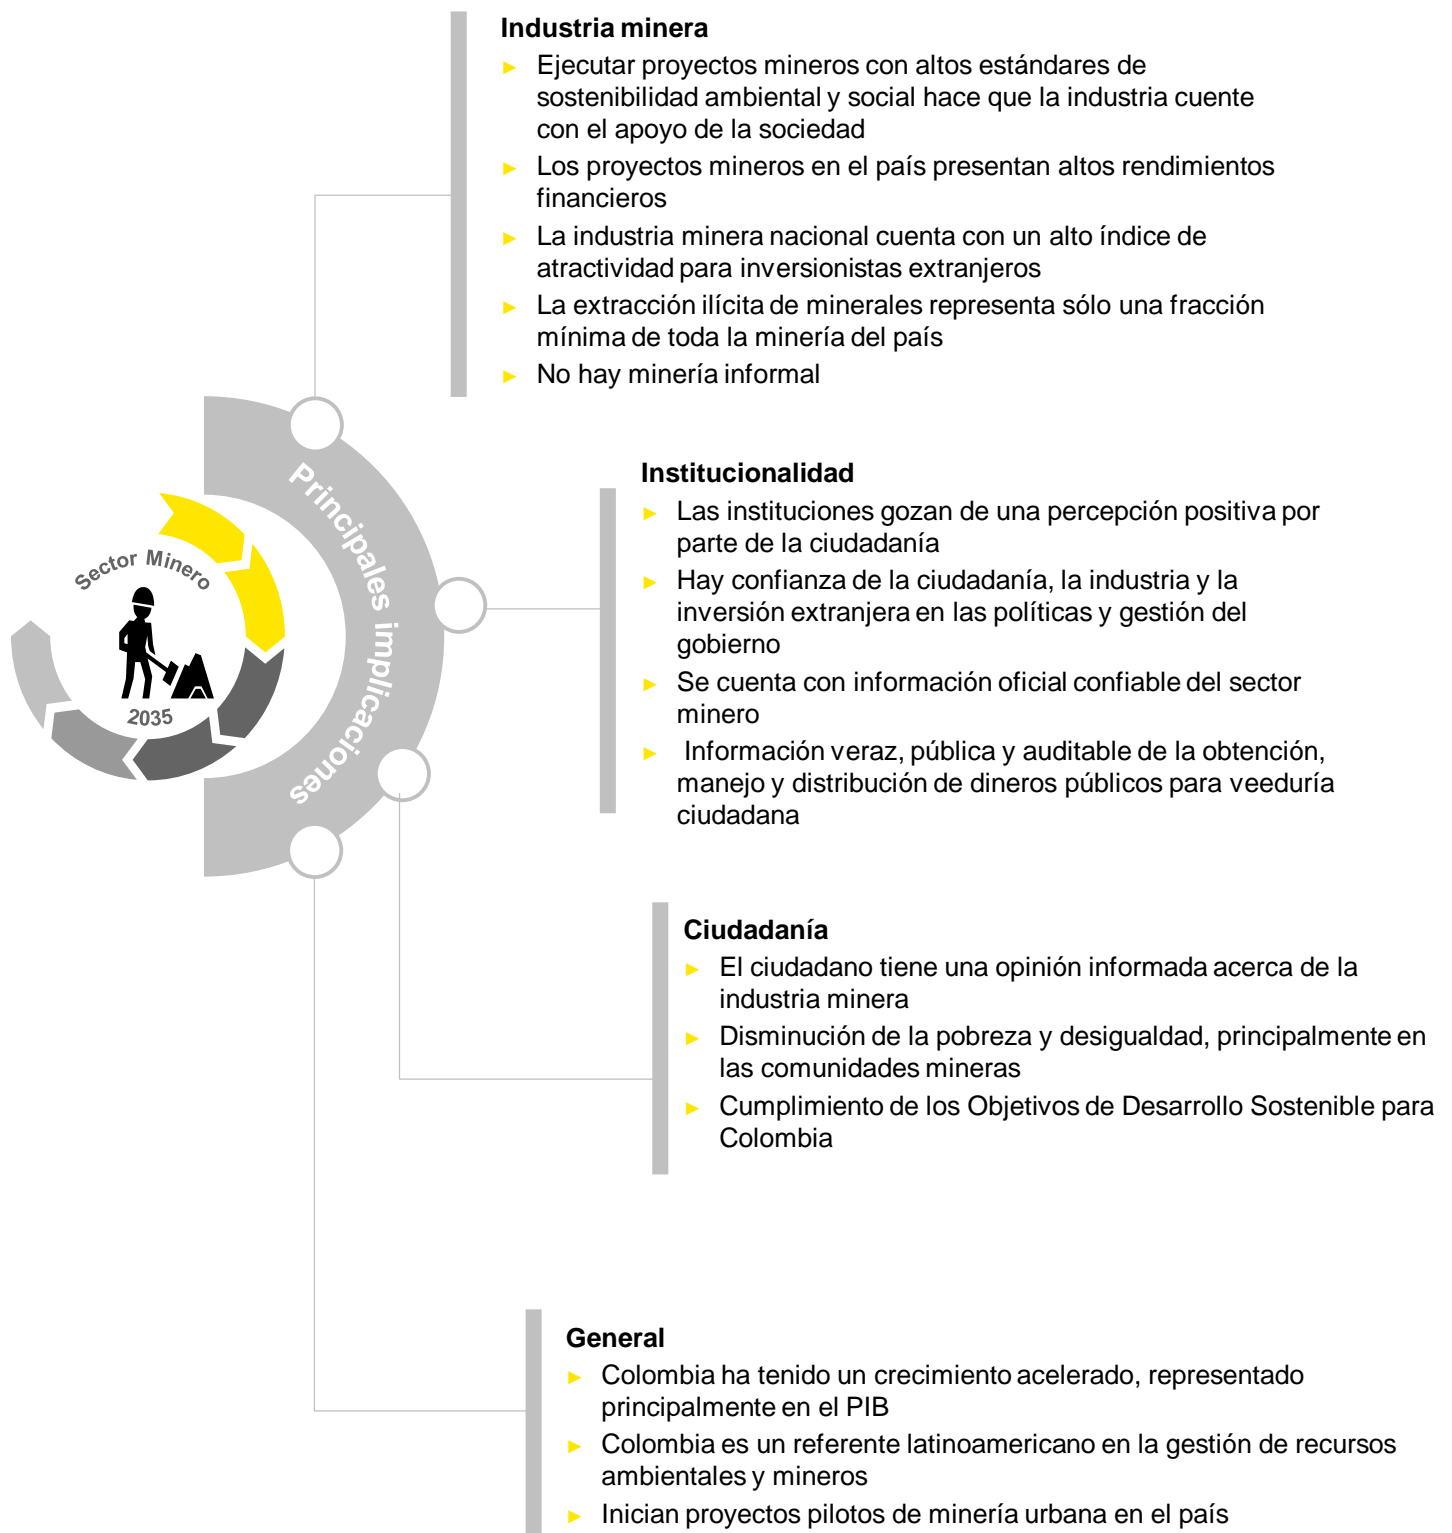 Industria minera
► Ejecutar proyectos mineros con altos estándares de
sostenibilidad ambiental y social hace que la industria cuente
con el apoyo de la sociedad
► Los proyectos mineros en el país presentan altos rendimientos
financieros
► La industria minera nacional cuenta con un alto índice de
atractividad para inversionistas extranjeros
► La extracción ilícita de minerales representa sólo una fracción
mínima de toda la minería del país
► No hay minería informal
Principales implicaciones
Sector Minero
2035
Institucionalidad
► Las instituciones gozan de una percepción positiva por
parte de la ciudadanía
► Hay confianza de la ciudadanía, la industria y la
inversión extranjera en las políticas y gestión del
gobierno
► Se cuenta con información oficial confiable del sector
minero
► Información veraz, pública y auditable de la obtención,
manejo y distribución de dineros públicos para veeduría
ciudadana
Ciudadanía
► El ciudadano tiene una opinión informada acerca de la
industria minera
► Disminución de la pobreza y desigualdad, principalmente en
las comunidades mineras
► Cumplimiento de los Objetivos de Desarrollo Sostenible para
Colombia
General
► Colombia ha tenido un crecimiento acelerado, representado
principalmente en el PIB
► Colombia es un referente latinoamericano en la gestión de recursos
ambientales y mineros
► Inician proyectos pilotos de minería urbana en el país